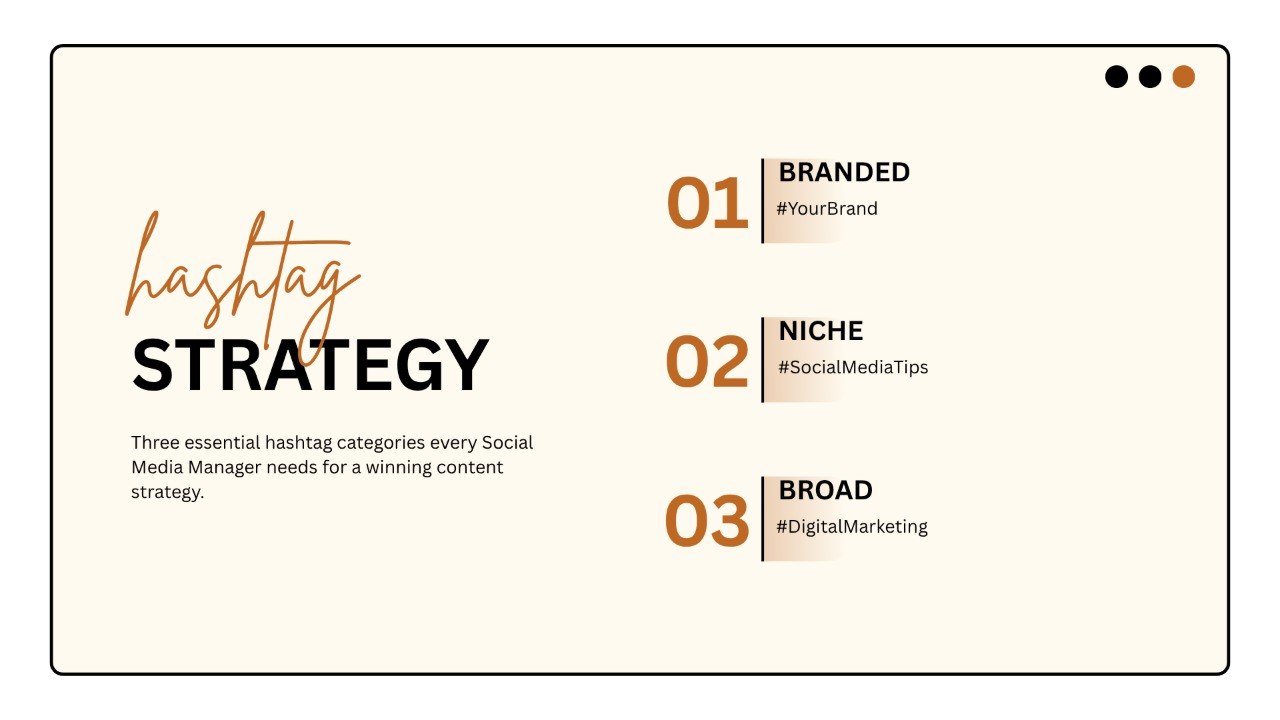 hashtag
STRATEGY
Three essential hashtag categories every Social
Media Manager needs for a winning content
strategy.
01
BRANDED
#YourBrand
02
NICHE
#SocialMediaTips
03
BROAD
#DigitalMarketing